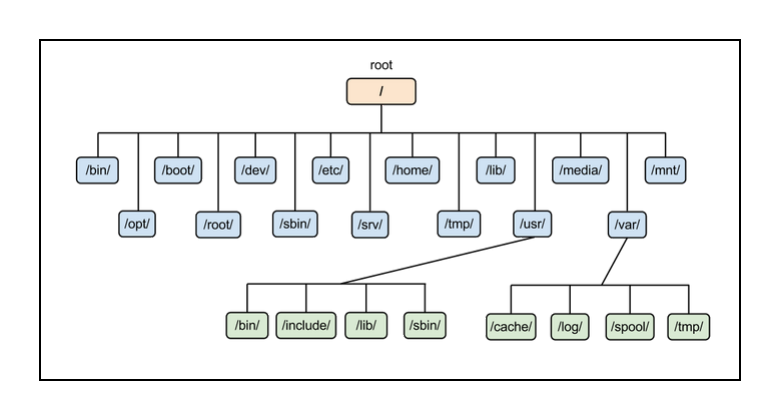 root
/
/bin/ /boot/ /dev/ /etc/ /home/ /lib/ /media/ /mnt/
/opt/ /root/ /sbin/ /srv/ /tmp/ /usr/ /var/
/bin/ /include/ /lib/ /sbin/ /cache/ /log/ /spool/ /tmp/